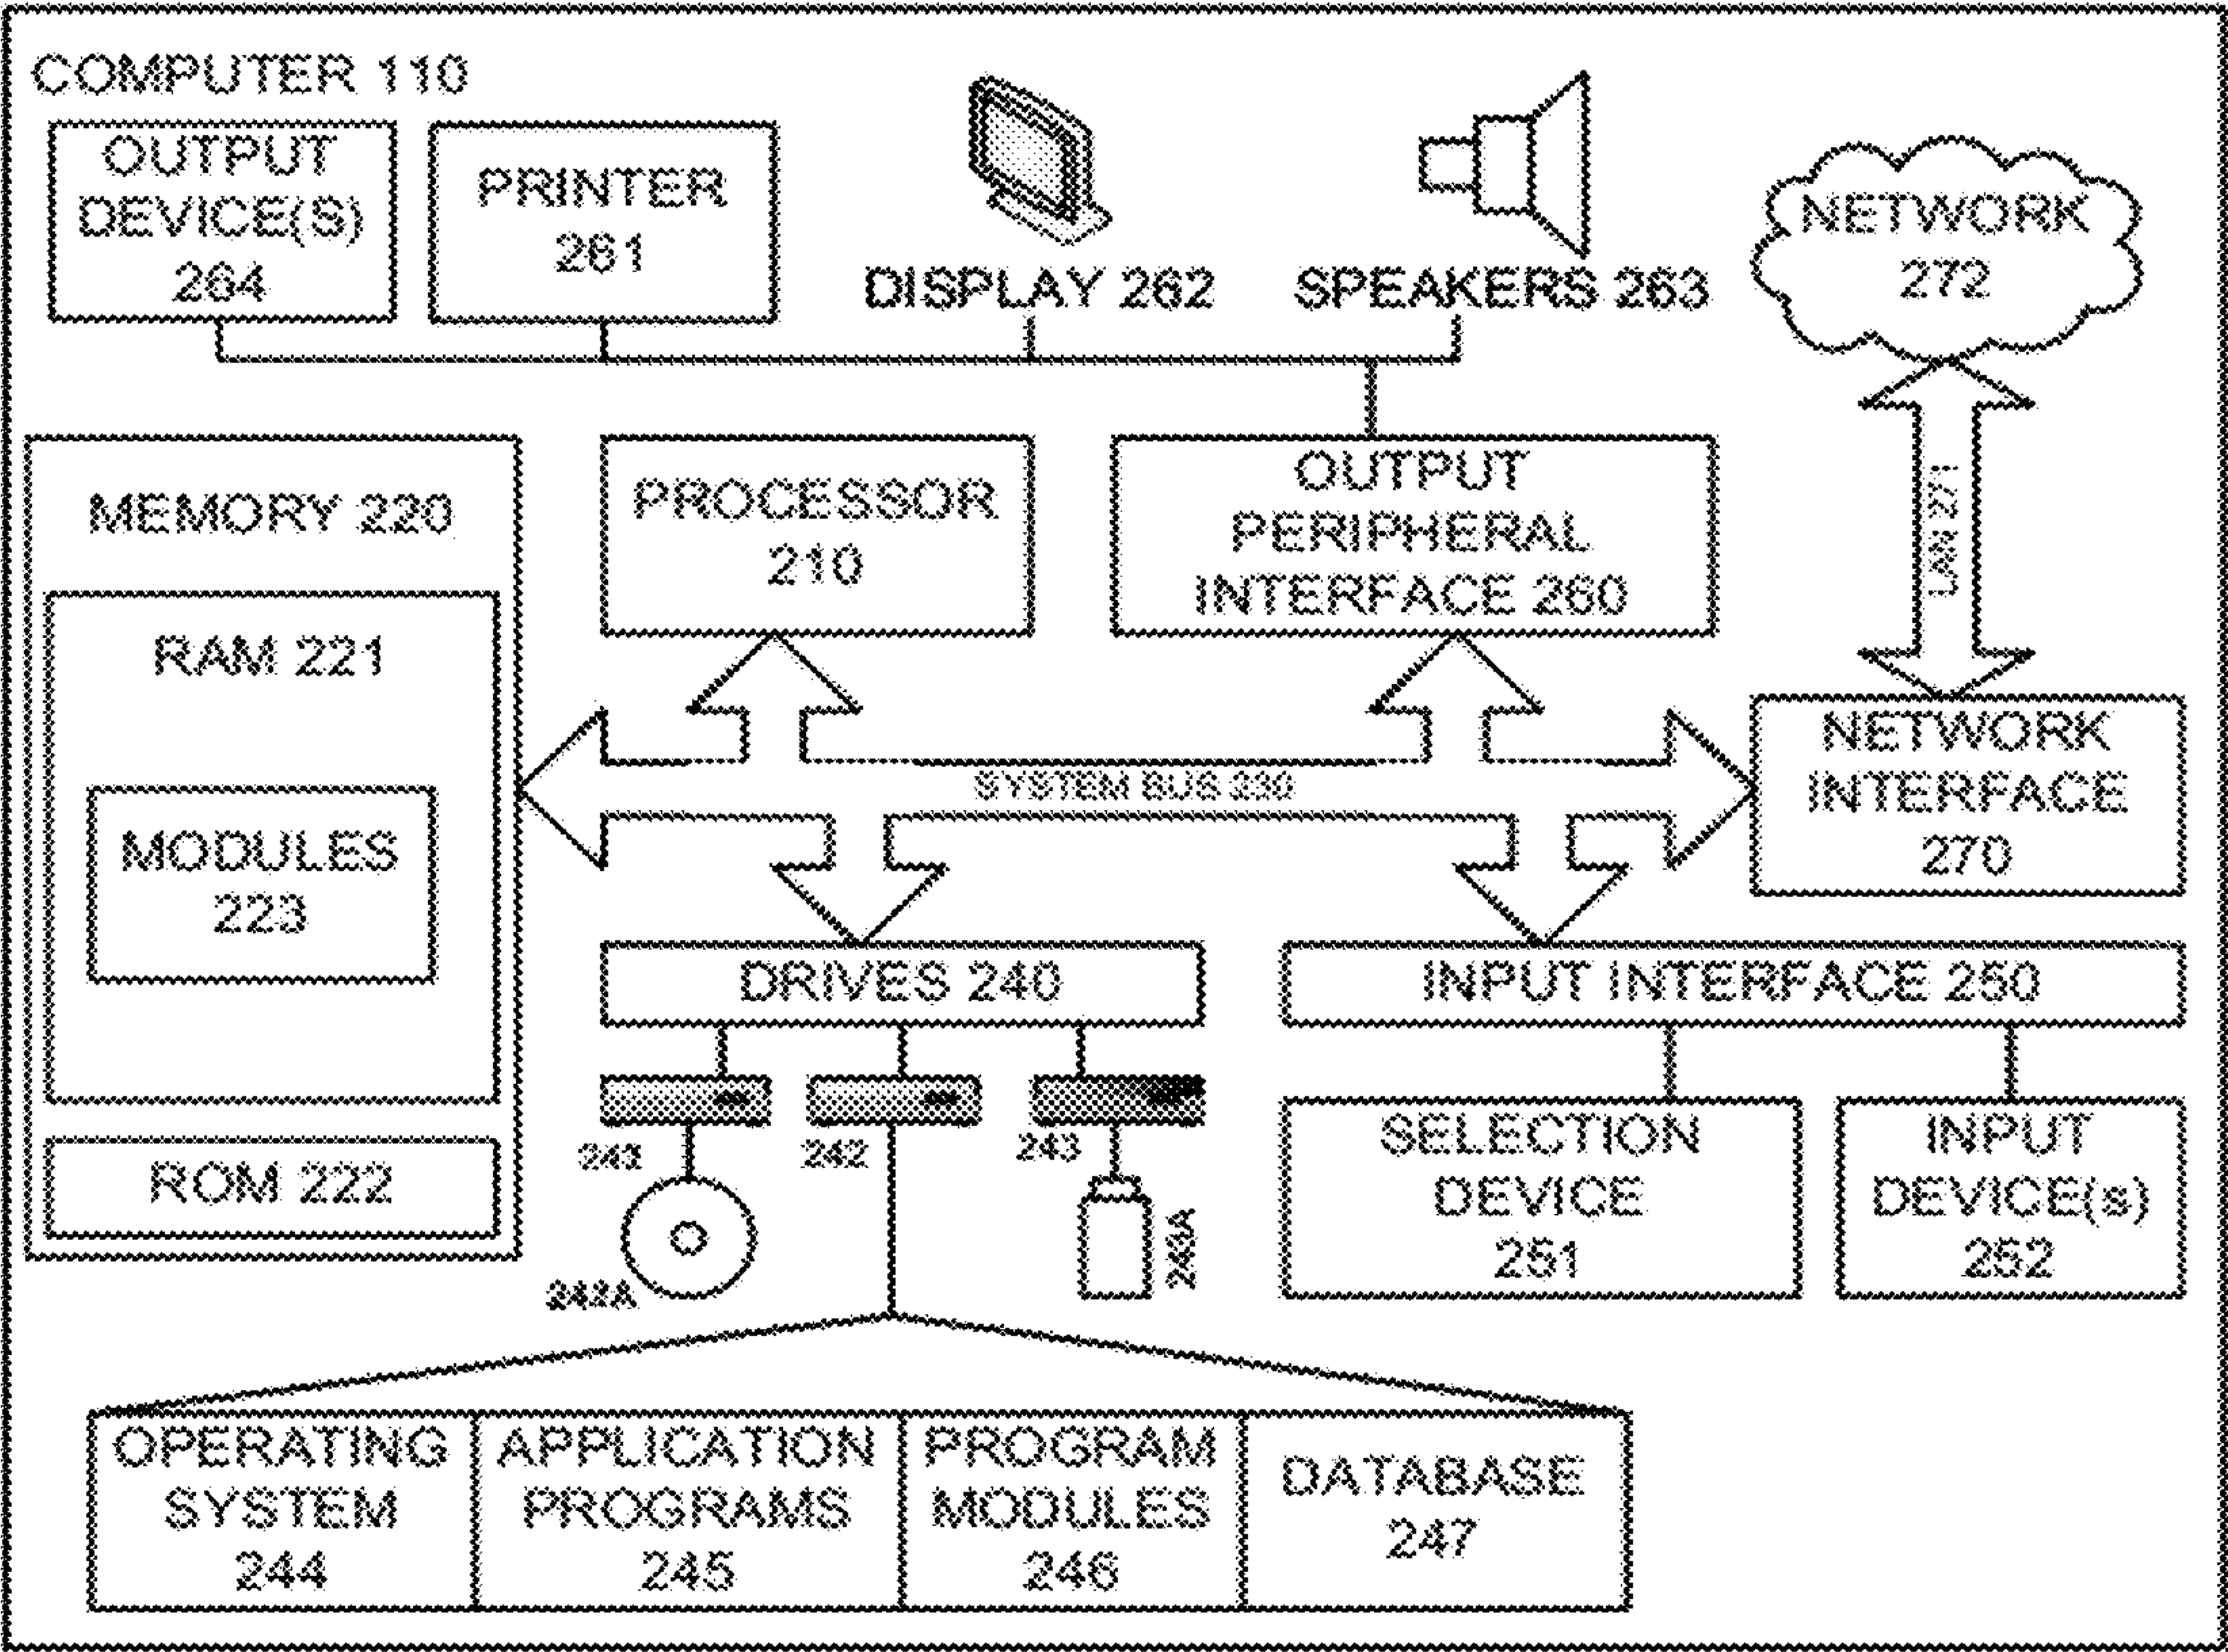 COMPUTER 110
OUTPUT
DEVICE(S)
264
PRINTER
261
DISPLAY 262
SPEAKERS 263
NETWORK
272
MEMORY 220
PROCESSOR
210
OUTPUT
PERIPHERAL
INTERFACE 260
LAN 271
RAM 221
NETWORK
INTERFACE
270
SYSTEM BUS 230
MODULES
223
DRIVES 240
INPUT INTERFACE 250
242
243
SELECTION
DEVICE
251
INPUT
DEVICE(s)
252
ROM 222
OPERATING
SYSTEM
244
APPLICATION
PROGRAMS
245
PROGRAM
MODULES
246
DATABASE
247